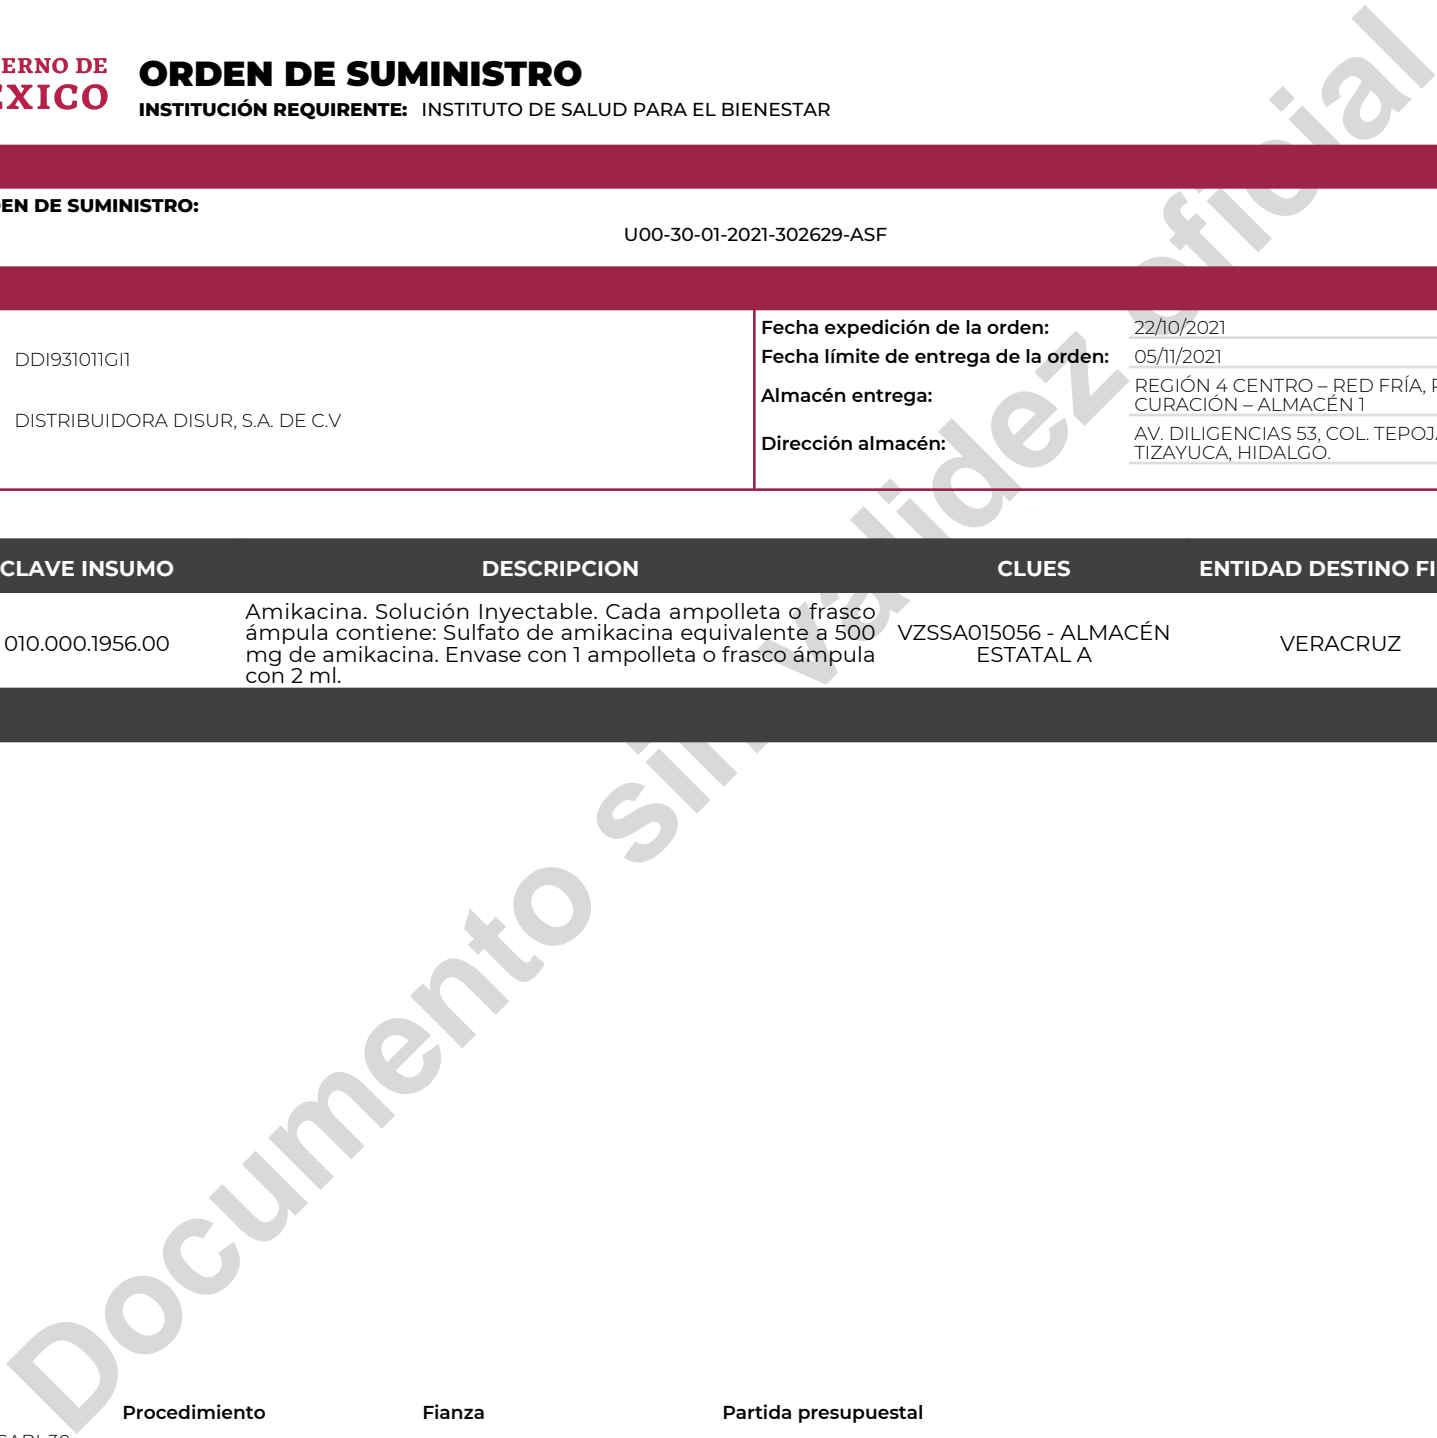 ERNO DE
ÉXICO
ORDEN DE SUMINISTRO
INSTITUCIÓN REQUIRENTE: INSTITUTO DE SALUD PARA EL BIENESTAR
EN DE SUMINISTRO:
U00-30-01-2021-302629-ASF
DDI931011GI1
DISTRIBUIDORA DISUR, S.A. DE C.V
Fecha expedición de la orden: 22/10/2021
Fecha límite de entrega de la orden: 05/11/2021
Almacén entrega: REGIÓN 4 CENTRO – RED FRÍA,
CURACIÓN – ALMACÉN 1
Dirección almacén: AV. DILIGENCIAS 53, COL. TEPOJA
TIZAYUCA, HIDALGO.
CLAVE INSUMO DESCRIPCION CLUES ENTIDAD DESTINO FI
010.000.1956.00
Amikacina. Solución Inyectable. Cada ampolleta o frasco
ámpula contiene: Sulfato de amikacina equivalente a 500
mg de amikacina. Envase con 1 ampolleta o frasco ámpula
con 2 ml.
VZSSA015056 - ALMACÉN
ESTATAL A
VERACRUZ
Documento sin validez oficial
Procedimiento Fianza Partida presupuestal